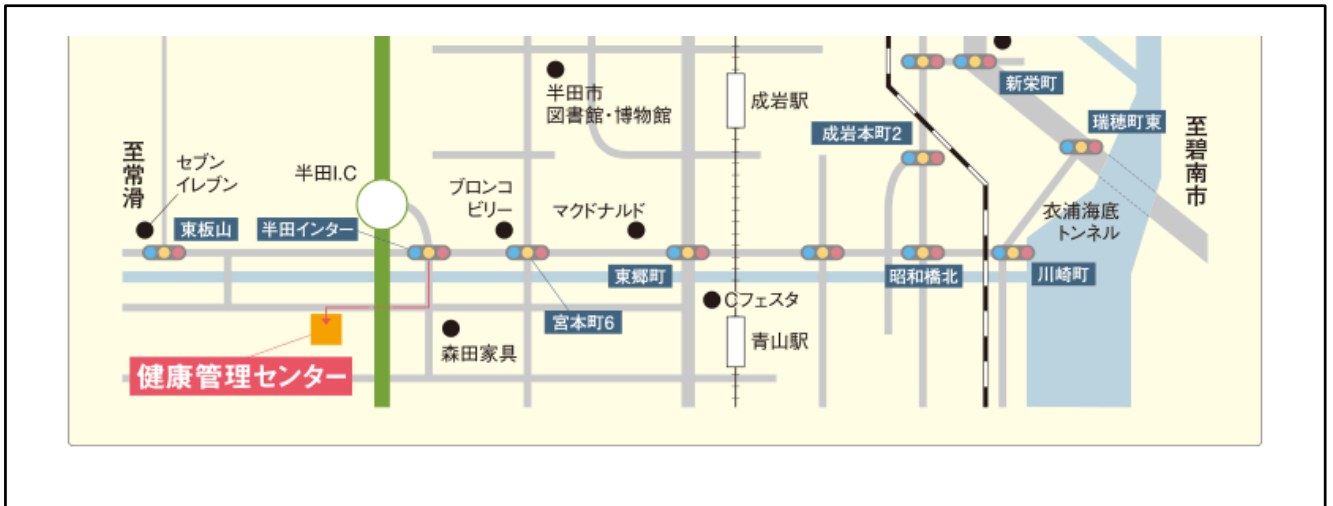 半田市
図書館・博物館
成岩駅
新栄町
成岩本町2
瑞穂町東
至碧南市
至常滑
セブン
イレブン
半田I.C
ブロンコ
ビリー
マクドナルド
衣浦海底
トンネル
東板山
半田インター
東郷町
昭和橋北
川崎町
Cフェスタ
宮本町6
青山駅
森田家具
健康管理センター